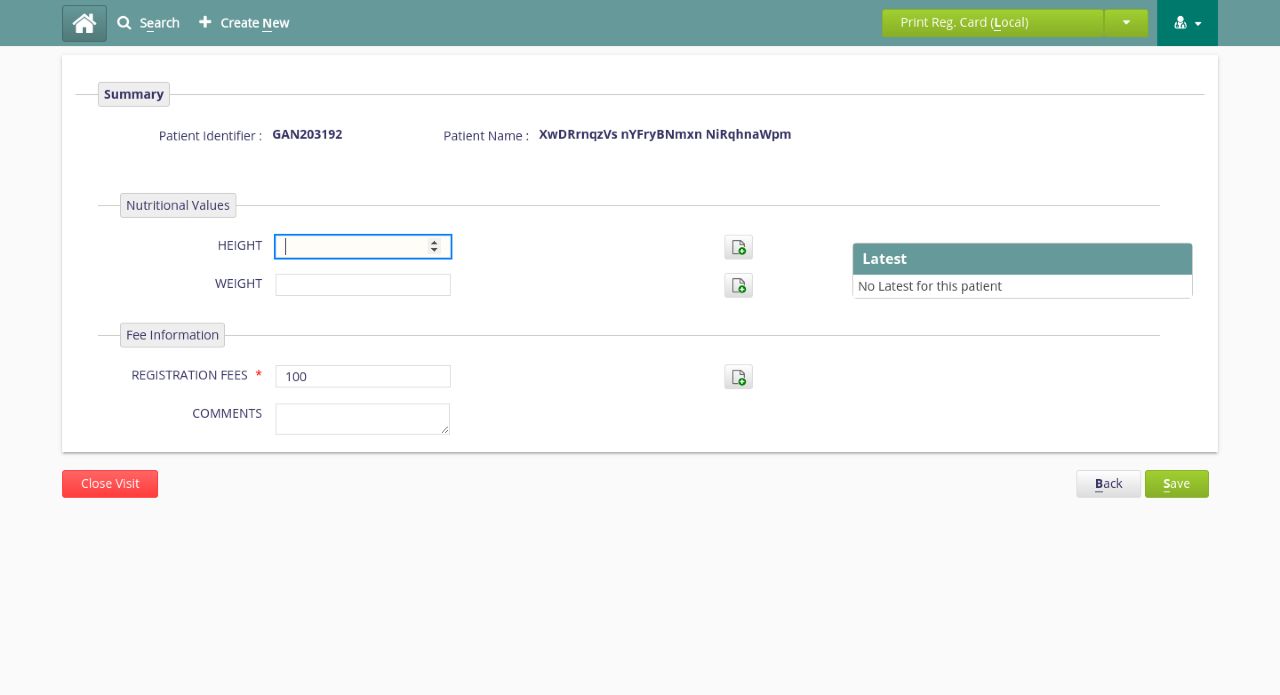 Search
Create New
Print Reg. Card (Local)
Summary
Patient Identifier : GAN203192
Patient Name : XwDRrnqzVs nYFryBNmxn NiRqhnaWpm
Nutritional Values
HEIGHT
WEIGHT
Latest
No Latest for this patient
Fee Information
REGISTRATION FEES * 100
COMMENTS
Close Visit
Back
Save